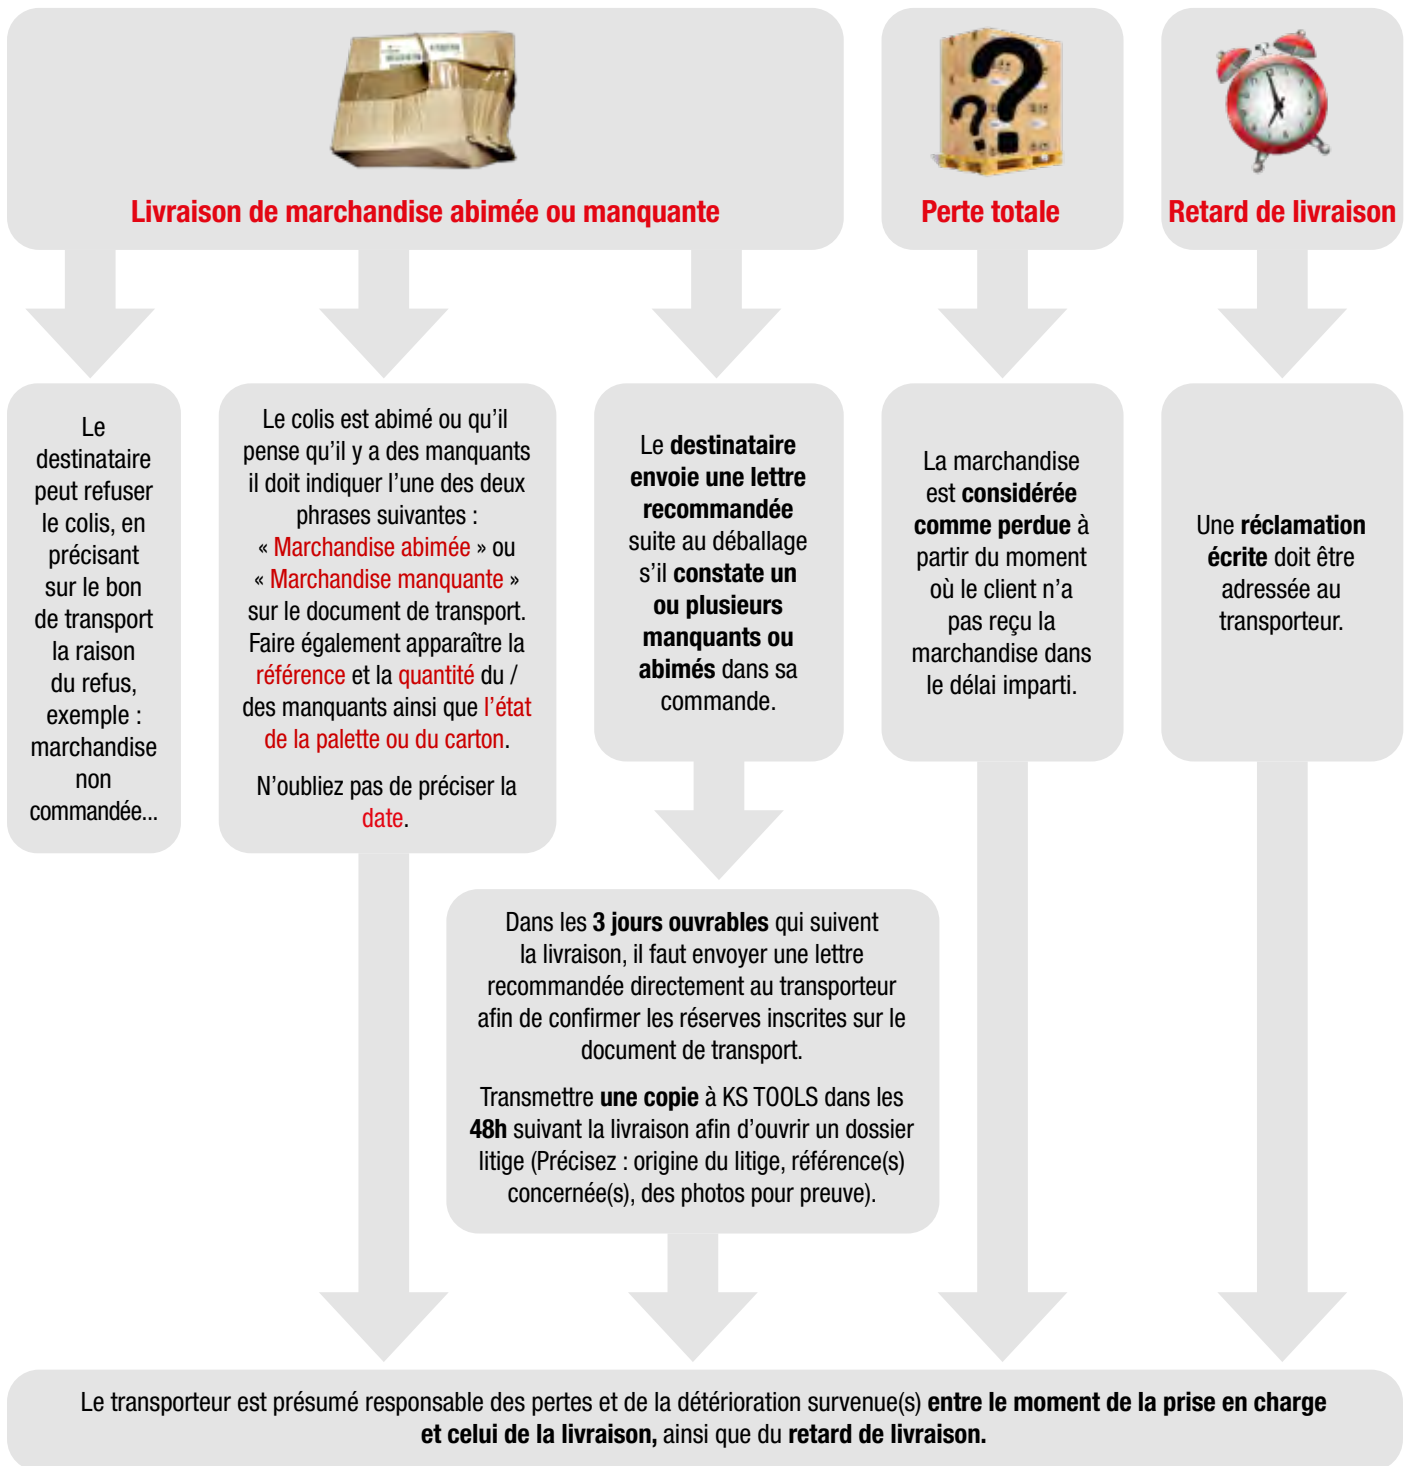 Livraison de marchandise abimée ou manquante
Perte totale
Retard de livraison
Le
destinataire
peut refuser
le colis, en
précisant
sur le bon
de transport
la raison
du refus,
exemple :
marchandise
non
commandée...
Le colis est abimé ou qu’il
pense qu’il y a des manquants
il doit indiquer l’une des deux
phrases suivantes :
« Marchandise abimée » ou
« Marchandise manquante »
sur le document de transport.
Faire également apparaître la
référence et la quantité du /
des manquants ainsi que l’état
de la palette ou du carton.
N’oubliez pas de préciser la
date.
Le destinataire
envoie une lettre
recommandée
suite au déballage
s’il constate un
ou plusieurs
manquants ou
abimés dans sa
commande.
La marchandise
est considérée
comme perdue à
partir du moment
où le client n’a
pas reçu la
marchandise dans
le délai imparti.
Une réclamation
écrite doit être
adressée au
transporteur.
Dans les 3 jours ouvrables qui suivent
la livraison, il faut envoyer une lettre
recommandée directement au transporteur
afin de confirmer les réserves inscrites sur le
document de transport.
Transmettre une copie à KS TOOLS dans les
48h suivant la livraison afin d’ouvrir un dossier
litige (Précisez : origine du litige, référence(s)
concernée(s), des photos pour preuve).
Le transporteur est présumé responsable des pertes et de la détérioration survenue(s) entre le moment de la prise en charge
et celui de la livraison, ainsi que du retard de livraison.